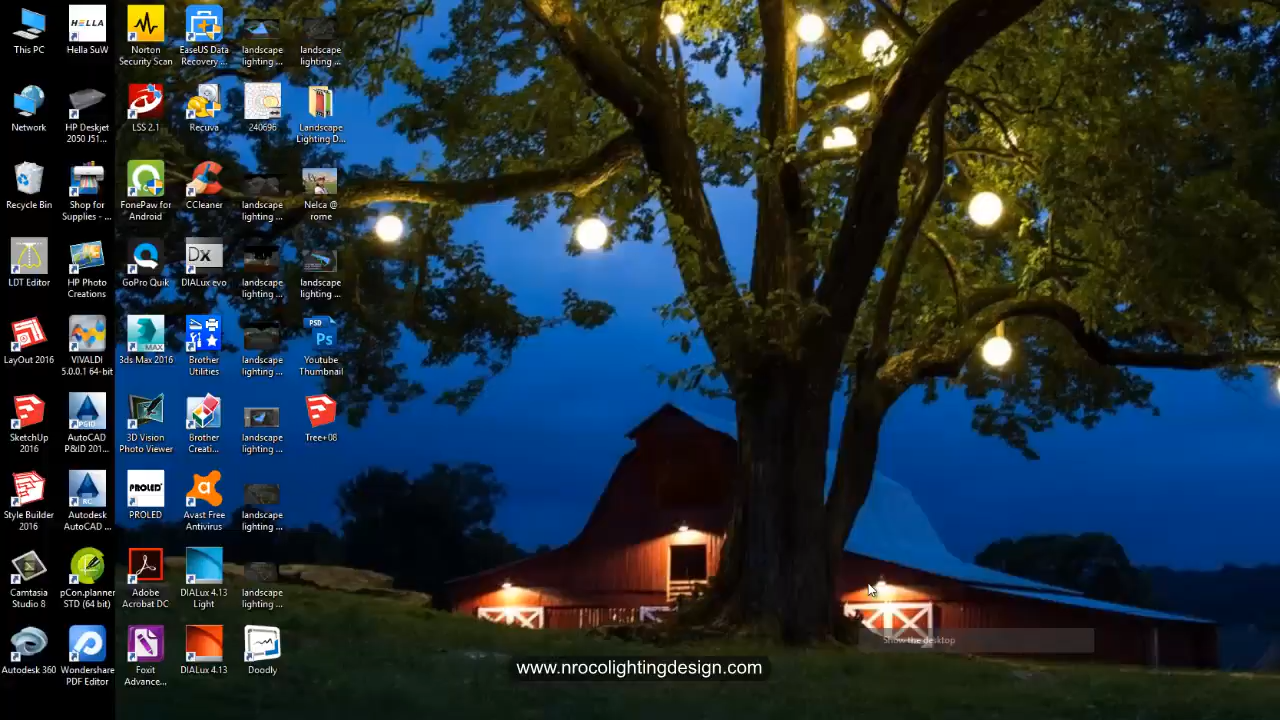 This PC
Hella SuW
Norton
Security Scan
EaseUS Data
Recovery ...
landscape
lighting ...
landscape
lighting ...
Network
HP Deskjet
2050 J51...
LSS 2.1
Recuva
240696
Landscape
Lighting D...
Recycle Bin
Shop for
Supplies - ...
FonePaw for
Android
CCleaner
landscape
lighting ...
Nelca @
rome
LDT Editor
HP Photo
Creations
GoPro Quik
DIALux evo
landscape
lighting ...
landscape
lighting ...
LayOut 2016
VIVALDI
5.0.0.1 64-bit
3ds Max 2016
Brother
Utilities
landscape
lighting ...
Youtube
Thumbnail
SketchUp
2016
AutoCAD
P&ID 201...
3D Vision
Photo Viewer
Brother
Creati...
landscape
lighting ...
Tree+08
Style Builder
2016
Autodesk
AutoCAD ...
PROLED
Avast Free
Antivirus
landscape
lighting ...
Camtasia
Studio 8
pCon.planner
STD (64 bit)
Adobe
Acrobat DC
DIALux 4.13
Light
landscape
lighting ...
Autodesk 360
Wondershare
PDF Editor
Foxit
Advance...
DIALux 4.13
Doodly
HELLA
Dx
PSD
Ps
MAX
P&ID
RC
PROLED
Show the desktop
www.nrocolightingdesign.com